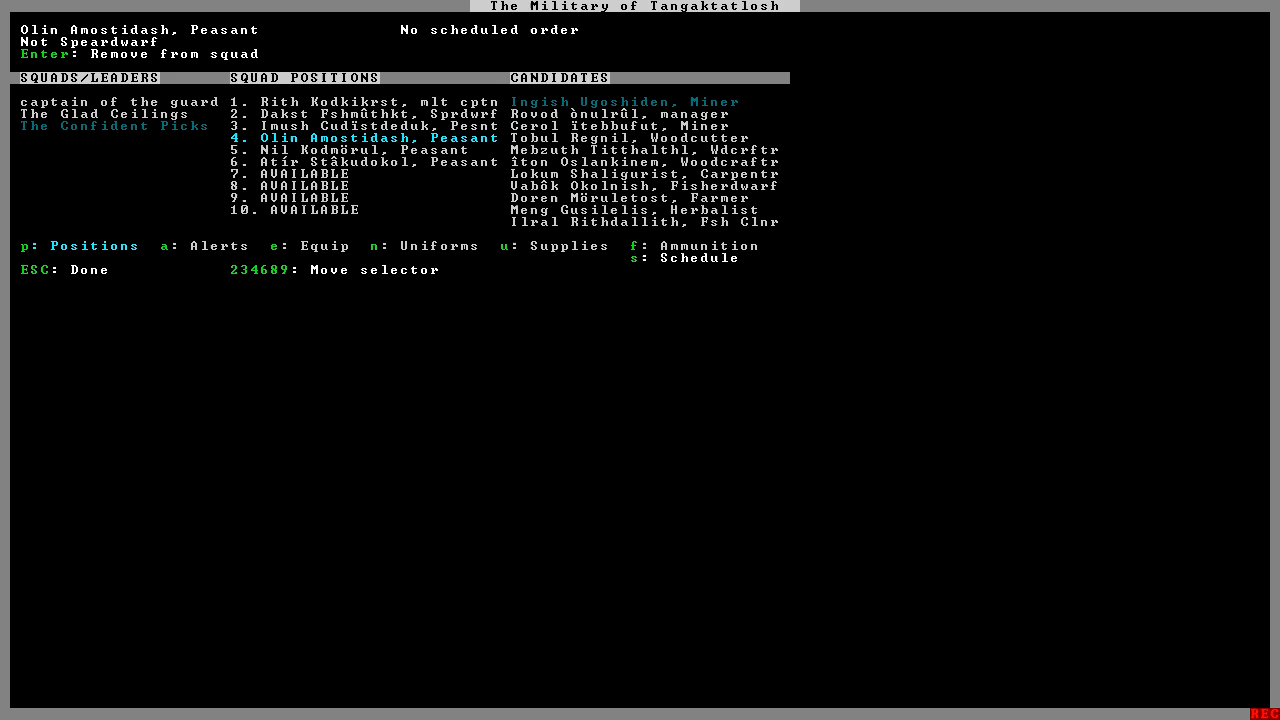 The Military of Tangaktatlosh
Olin Amostidash, Peasant No scheduled order
Not Speardwarf
Enter: Remove from squad
SQUADS/LEADERS SQUAD POSITIONS CANDIDATES
captain of the guard 1. Rith Kodkikrst, mlt cptn Ingish Ugoshiden, Miner
The Glad Ceilings 2. Dakst Fshmûthkt, Sprdwrf Rovod ònulrûl, manager
The Confident Picks 3. Imush Cudïstdeduk, Pesnt Cerol ïtebbufut, Miner
4. Olin Amostidash, Peasant Tobul Regnil, Woodcutter
5. Nil Kodmörul, Peasant Mebzuth Titthalthl, Wdcrftr
6. Atír Stâkudokol, Peasant îton Oslankinem, Woodcraftr
7. AVAILABLE Lokum Shaligurist, Carpentr
8. AVAILABLE Vabôk Okolnish, Fisherdwarf
9. AVAILABLE Doren Möruletost, Farmer
10. AVAILABLE Meng Gusilelis, Herbalist
Ilral Rithdallith, Fsh Clnr
p: Positions a: Alerts e: Equip n: Uniforms u: Supplies f: Ammunition
s: Schedule
ESC: Done 234689: Move selector
REC